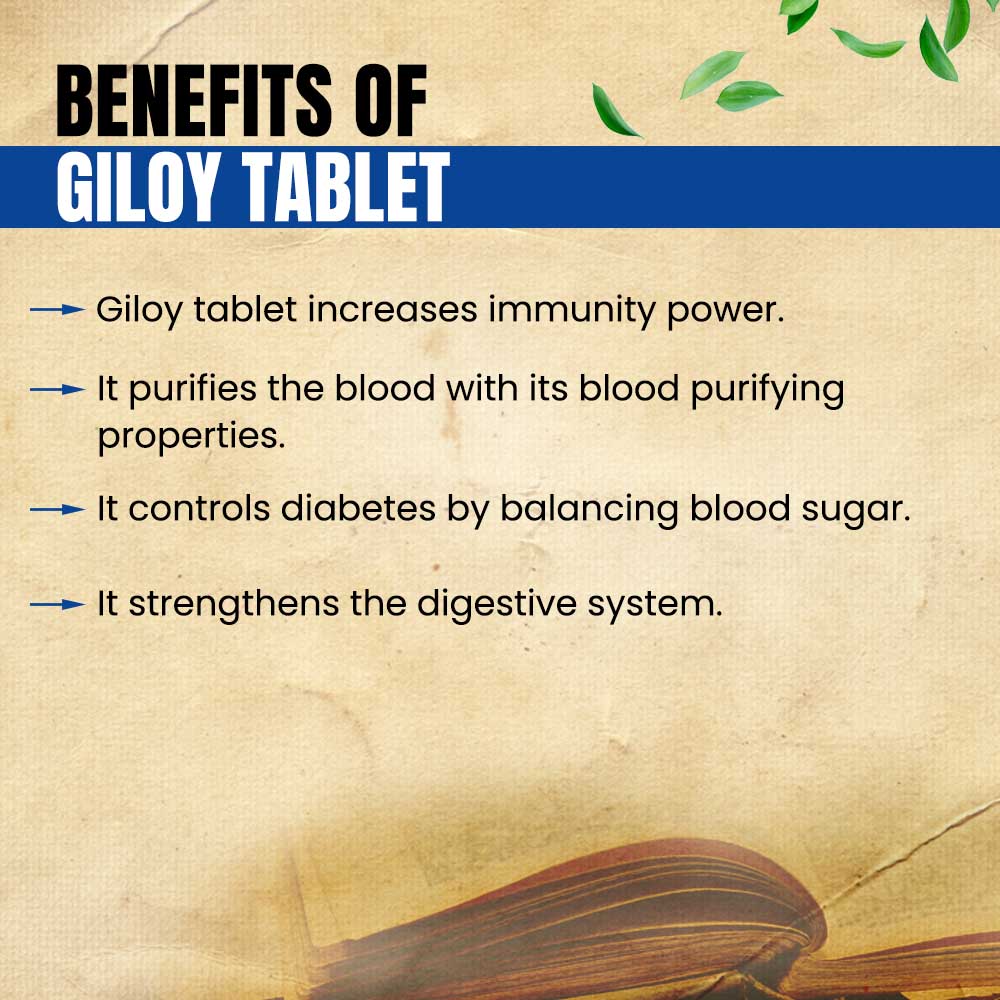 BENEFITS OF
GILOY TABLET
Giloy tablet increases immunity power.
It purifies the blood with its blood purifying
properties.
It controls diabetes by balancing blood sugar.
It strengthens the digestive system.